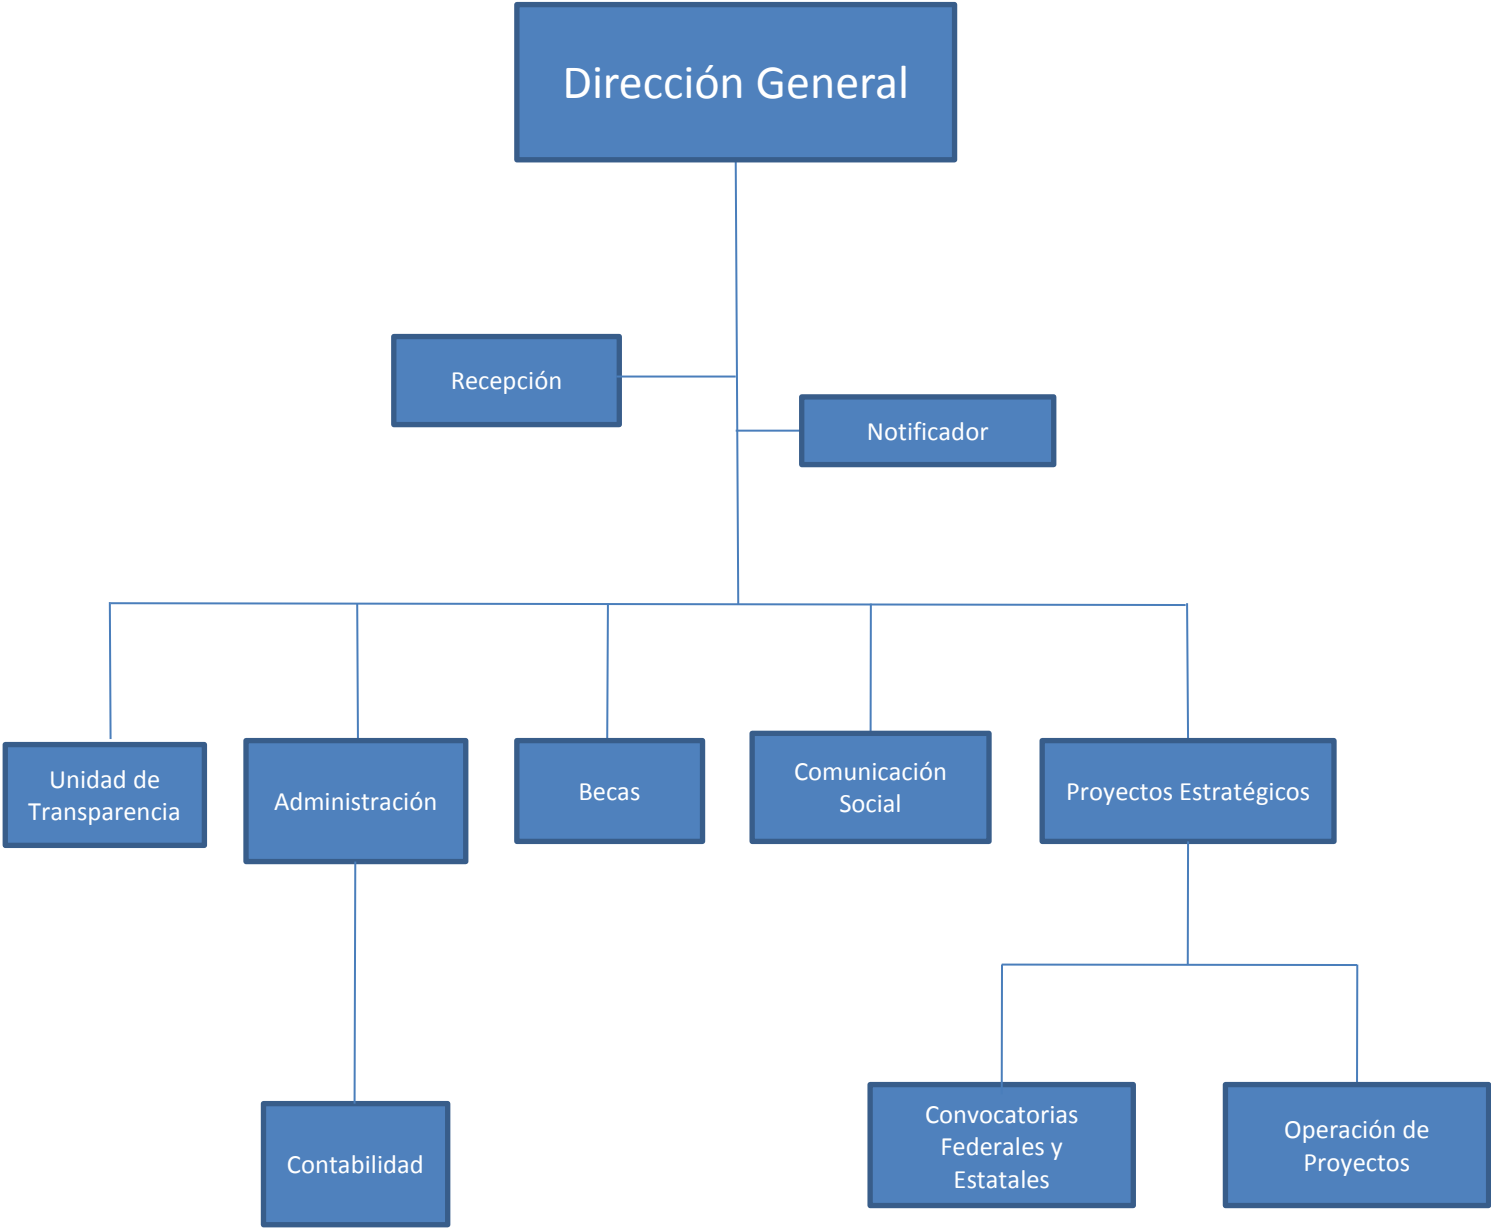 Dirección General
Recepción
Notificador
Unidad de
Transparencia
Administración
Becas
Comunicación
Social
Proyectos Estratégicos
Contabilidad
Convocatorias
Federales y
Estatales
Operación de
Proyectos